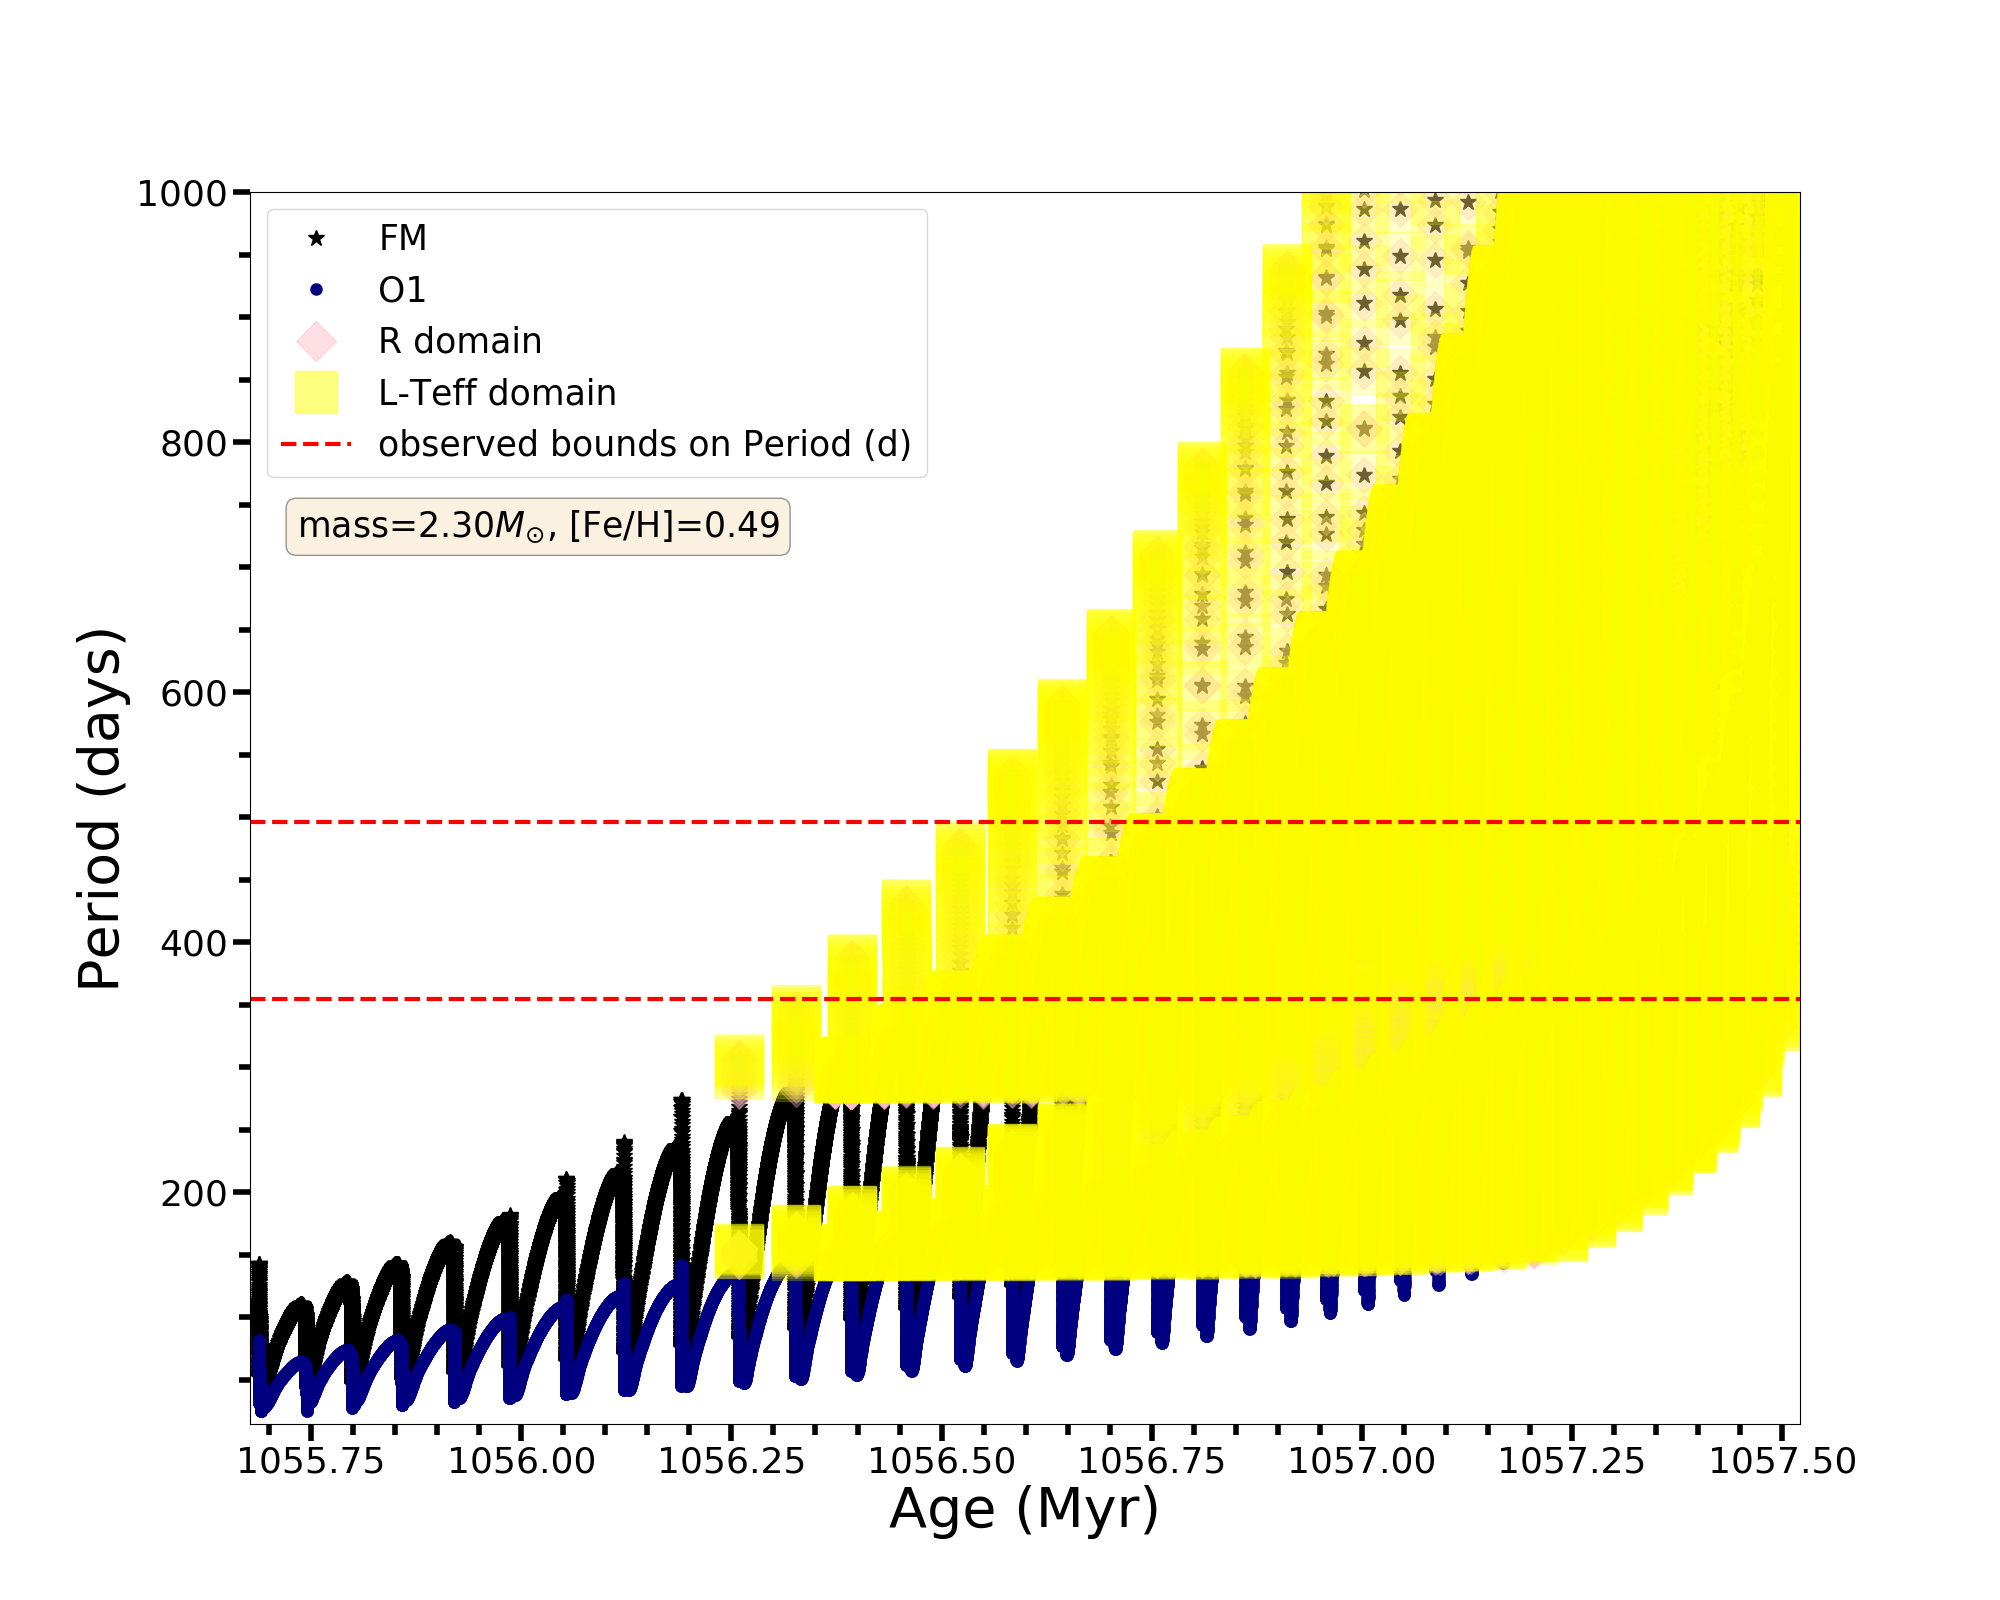 1000
800
600
400
200
Period (days)
FM
O1
R domain
L-Teff domain
observed bounds on Period (d)
mass=2.30M⊙, [Fe/H]=0.49
1055.75 1056.00 1056.25 1056.50 1056.75 1057.00 1057.25 1057.50
Age (Myr)